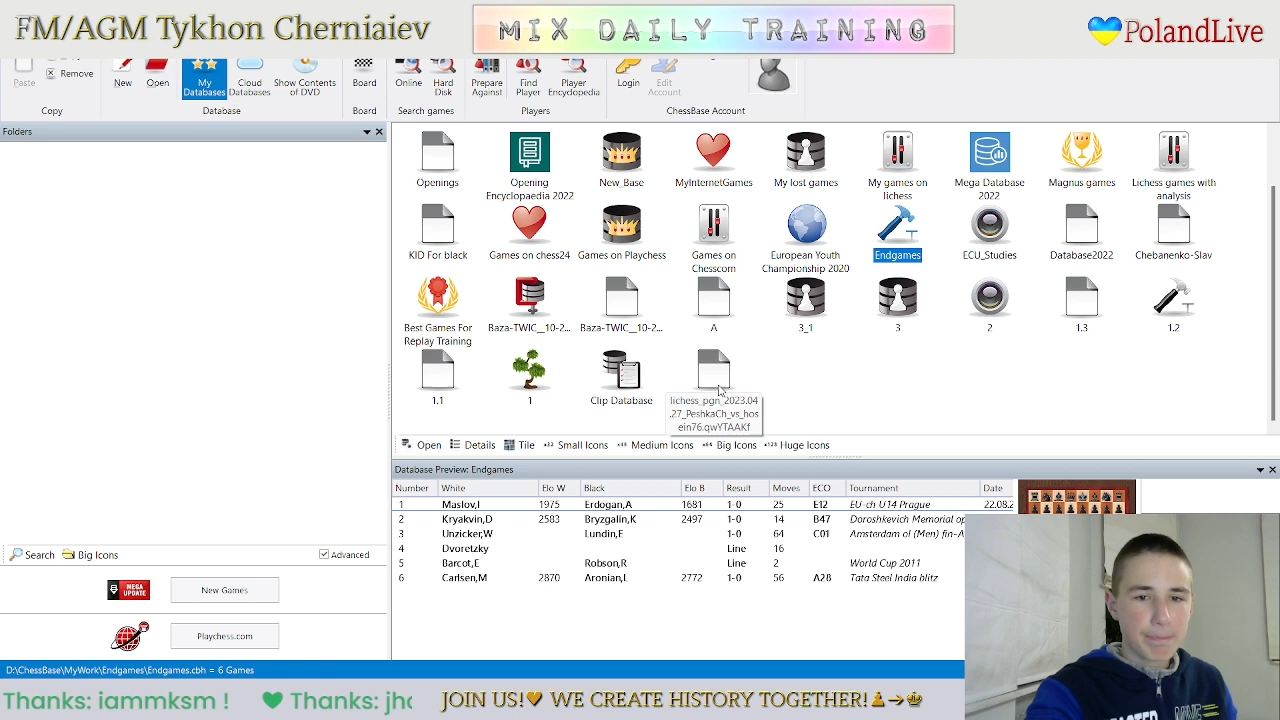 FM/AGM Tykhon Cherniaiev
MIX DAILY TRAINING
PolandLive
Paste
Remove
New
Open
My
Databases
Cloud
Databases
Show Contents
of DVD
Board
Online
Hard
Disk
Prepare
Against
Find
Player
Player
Encyclopedia
Login
Edit
Account
Copy
Database
Board
Search games
Players
ChessBase Account
Folders
Openings
Opening
Encyclopaedia 2022
New_Base
MyInternetGames
My lost games
My games on
lichess
Mega Database
2022
Magnus games
Lichess games with
analysis
KID For black
Games on chess24
Games on Playchess
Games on
Chesscom
European Youth
Championship 2020
Endgames
ECU_Studies
Database2022
Chebanenko-Slav
Best Games For
Replay Training
Baza-TWIC__10-2...
Baza-TWIC__10-2...
A
3_1
3
2
1.3
1.2
1.1
1
Clip Database
lichess_pgn_2023.04
.27_PeshkaCh_vs_hos
ein76.qwYTAAKf
Open Details Tile Small Icons Medium Icons Big Icons Huge Icons
Database Preview: Endgames
Number White Elo W Black Elo B Result Moves ECO Tournament Date
1 Maslov,I 1975 Erdogan,A 1681 1-0 25 E12 EU-ch U14 Prague 22.08.2
2 Kryakvin,D 2583 Bryzgalin,K 2497 1-0 14 B47 Doroshkevich Memorial op
3 Unzicker,W Lundin,E 1-0 64 C01 Amsterdam ol (Men) fin-A
4 Dvoretzky Line 16
5 Barcot,E Robson,R Line 2 World Cup 2011
6 Carlsen,M 2870 Aronian,L 2772 1-0 56 Tata Steel India blitz
Search Big Icons Advanced
MEGA
UPDATE
New Games
Playchess.com
D:\ChessBase\MyWork\Endgames\Endgames.cbh = 6 Games
Thanks: iammksm !
Thanks: jho
JOIN US! WE CREATE HISTORY TOGETHER!